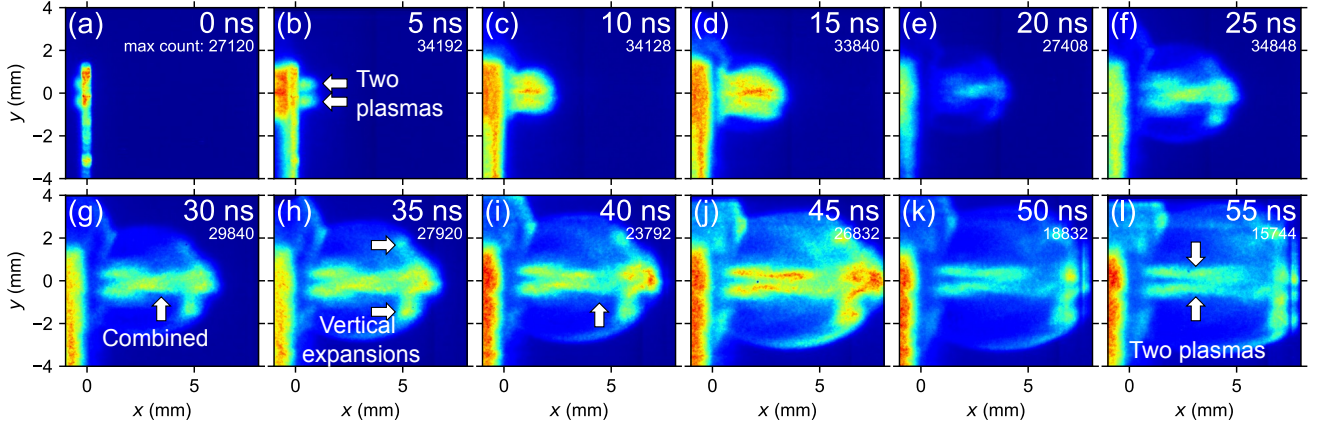 4
2
0
−2
−4
y (mm)
(a) 0 ns
max count: 27120
(b) 5 ns
34192
Two
plasmas
(c) 10 ns
34128
(d) 15 ns
33840
(e) 20 ns
27408
(f) 25 ns
34848
4
2
0
−2
−4
y (mm)
(g) 30 ns
29840
Combined
(h) 35 ns
27920
Vertical
expansions
(i) 40 ns
23792
(j) 45 ns
26832
(k) 50 ns
18832
(l) 55 ns
15744
Two plasmas
0 5 0 5 0 5 0 5 0 5 0 5
x (mm) x (mm) x (mm) x (mm) x (mm) x (mm)